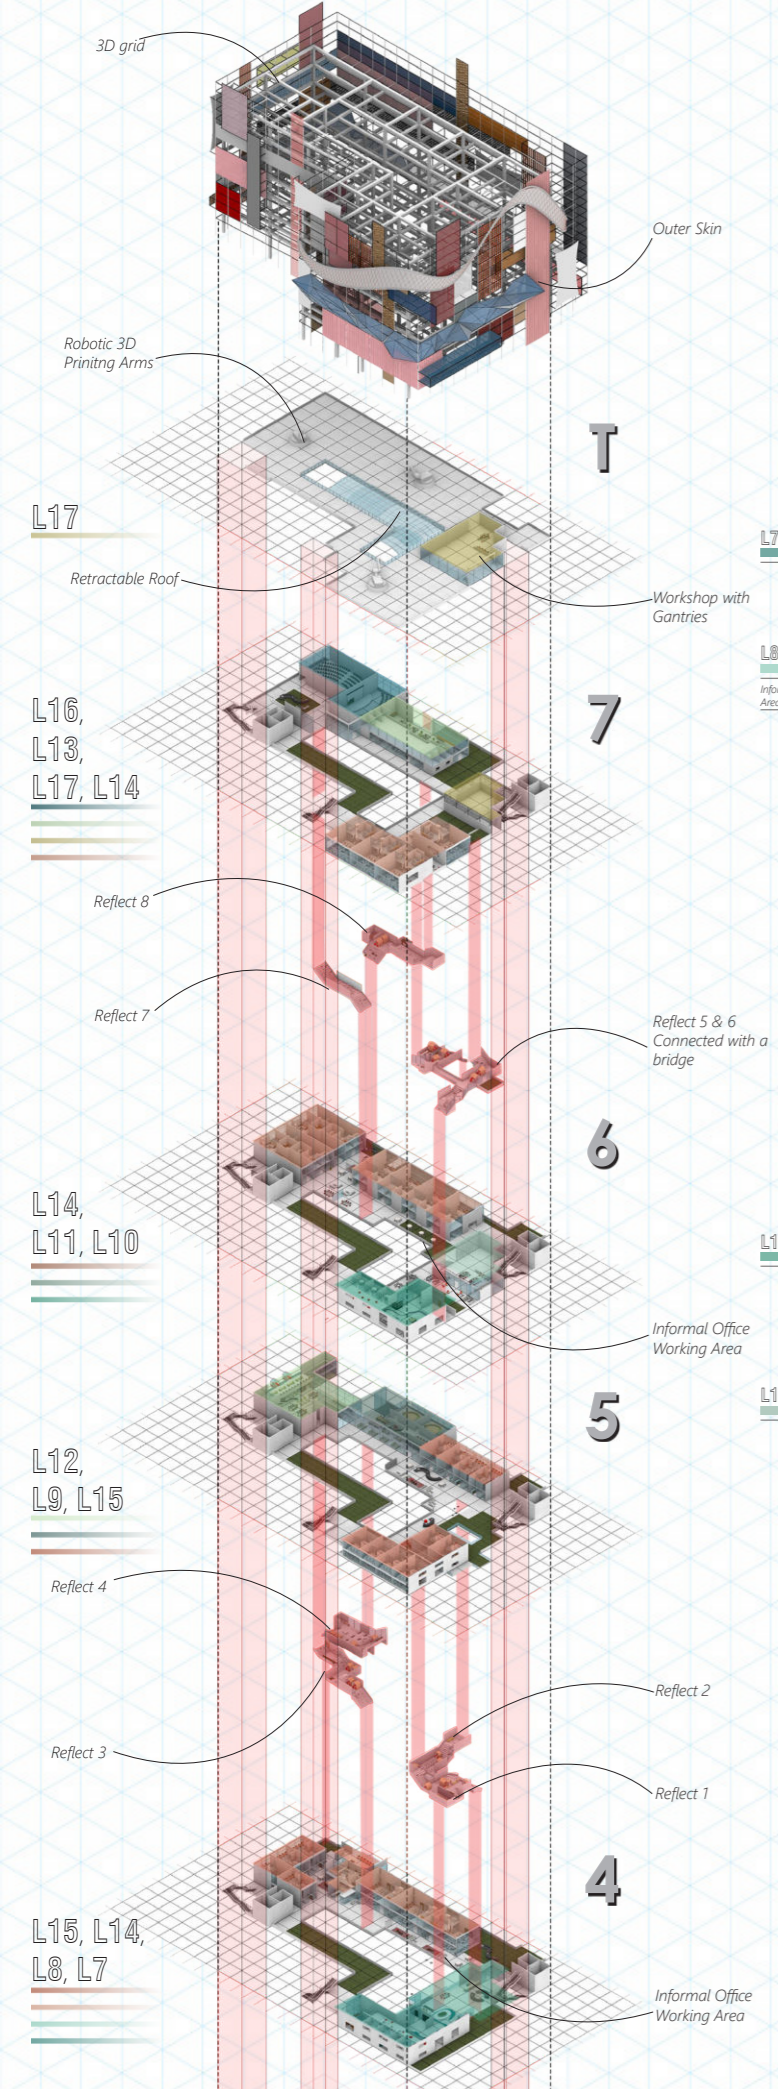 3D grid
Outer Skin
Robotic 3D
Prinitng Arms
T
L17
Retractable Roof
Workshop with
Gantries
L7
L8
Area
L16,
L13,
L17, L14
7
Reflect 8
Reflect 7
Reflect 5 & 6
Connected with a
bridge
6
L14,
L11, L10
Informal Office
Working Area
5
L12,
L9, L15
Reflect 4
Reflect 3
Reflect 2
Reflect 1
4
L15, L14,
L8, L7
Informal Office
Working Area